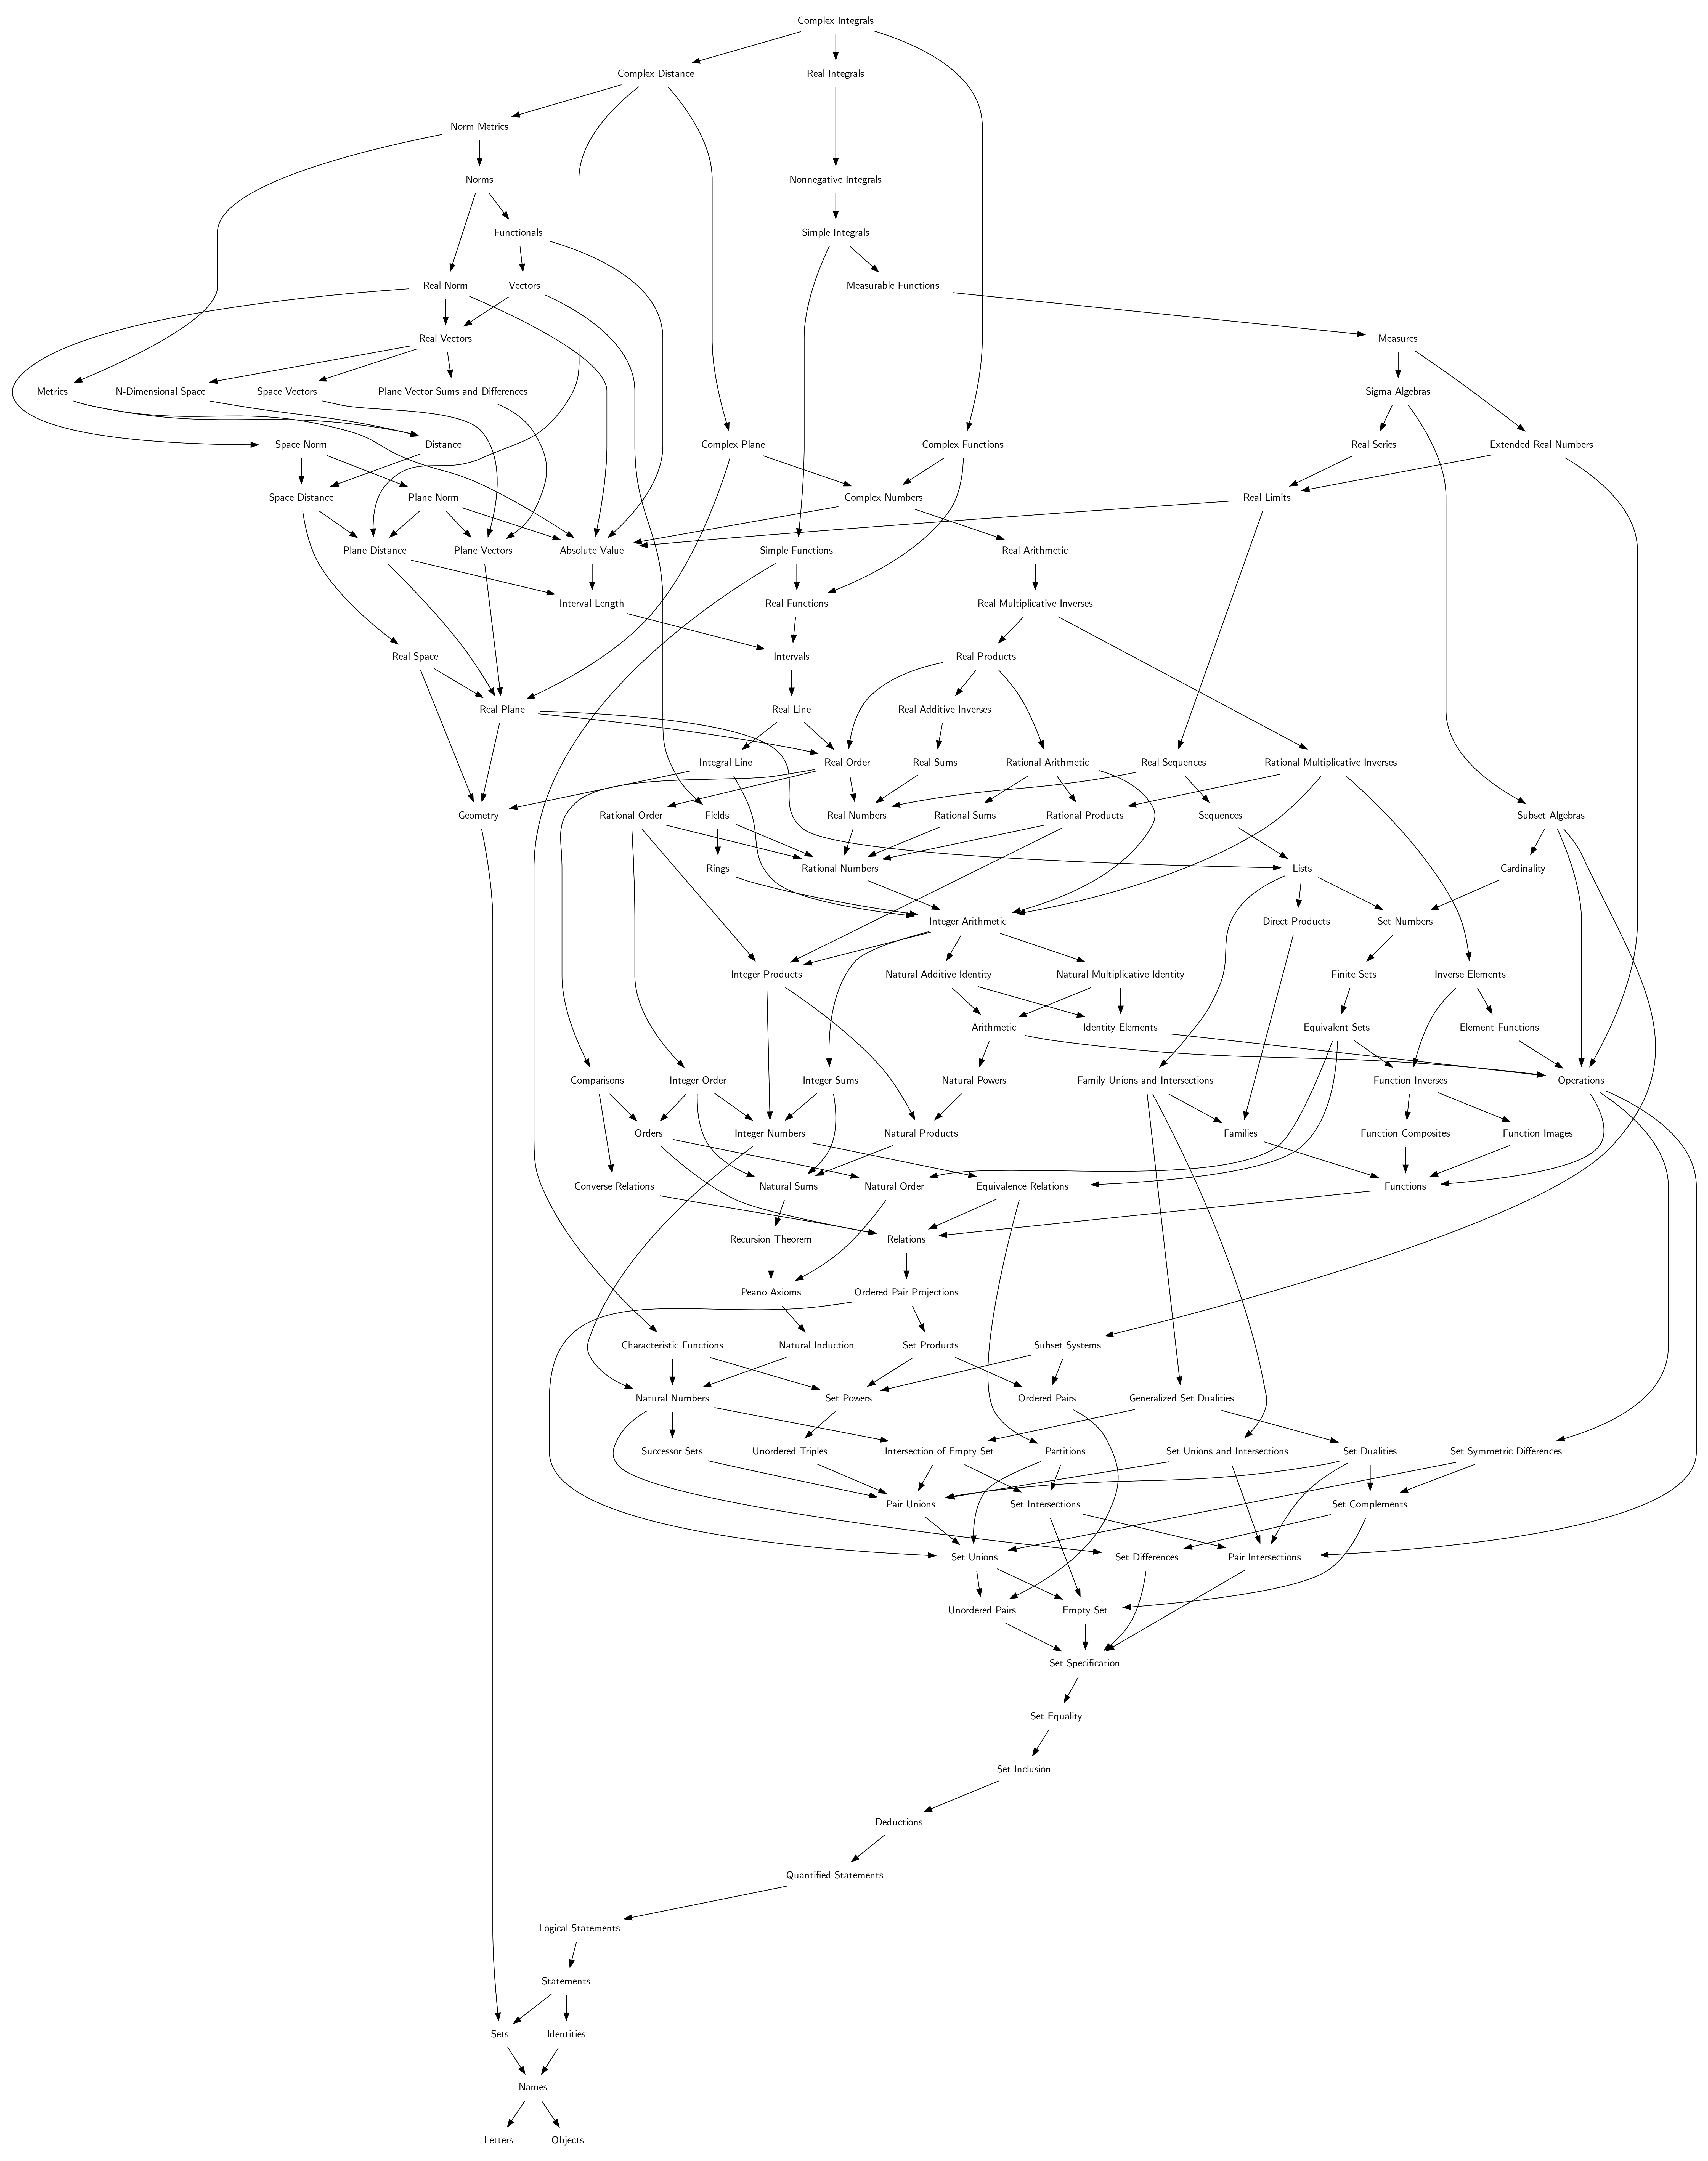 Complex Integrals
Complex Distance
Real Integrals
Norm Metrics
Norms
Nonnegative Integrals
Functionals
Simple Integrals
Real Norm
Vectors
Measurable Functions
Real Vectors
Measures
Metrics
N-Dimensional Space
Space Vectors
Plane Vector Sums and Differences
Sigma Algebras
Space Norm
Distance
Complex Plane
Complex Functions
Real Series
Extended Real Numbers
Space Distance
Plane Norm
Complex Numbers
Real Limits
Plane Distance
Plane Vectors
Absolute Value
Simple Functions
Real Arithmetic
Interval Length
Real Functions
Real Multiplicative Inverses
Real Space
Intervals
Real Products
Real Plane
Real Line
Real Additive Inverses
Integral Line
Real Order
Real Sums
Rational Arithmetic
Real Sequences
Rational Multiplicative Inverses
Geometry
Rational Order
Fields
Real Numbers
Rational Sums
Rational Products
Sequences
Subset Algebras
Rings
Rational Numbers
Lists
Cardinality
Integer Arithmetic
Direct Products
Set Numbers
Integer Products
Natural Additive Identity
Natural Multiplicative Identity
Finite Sets
Inverse Elements
Arithmetic
Identity Elements
Equivalent Sets
Element Functions
Comparisons
Integer Order
Integer Sums
Natural Powers
Family Unions and Intersections
Function Inverses
Operations
Orders
Integer Numbers
Natural Products
Families
Function Composites
Function Images
Converse Relations
Natural Sums
Natural Order
Equivalence Relations
Functions
Recursion Theorem
Relations
Peano Axioms
Ordered Pair Projections
Characteristic Functions
Natural Induction
Set Products
Subset Systems
Natural Numbers
Set Powers
Ordered Pairs
Generalized Set Dualities
Successor Sets
Unordered Triples
Intersection of Empty Set
Partitions
Set Unions and Intersections
Set Dualities
Set Symmetric Differences
Pair Unions
Set Intersections
Set Complements
Set Unions
Set Differences
Pair Intersections
Unordered Pairs
Empty Set
Set Specification
Set Equality
Set Inclusion
Deductions
Quantified Statements
Logical Statements
Statements
Sets
Identities
Names
Letters
Objects